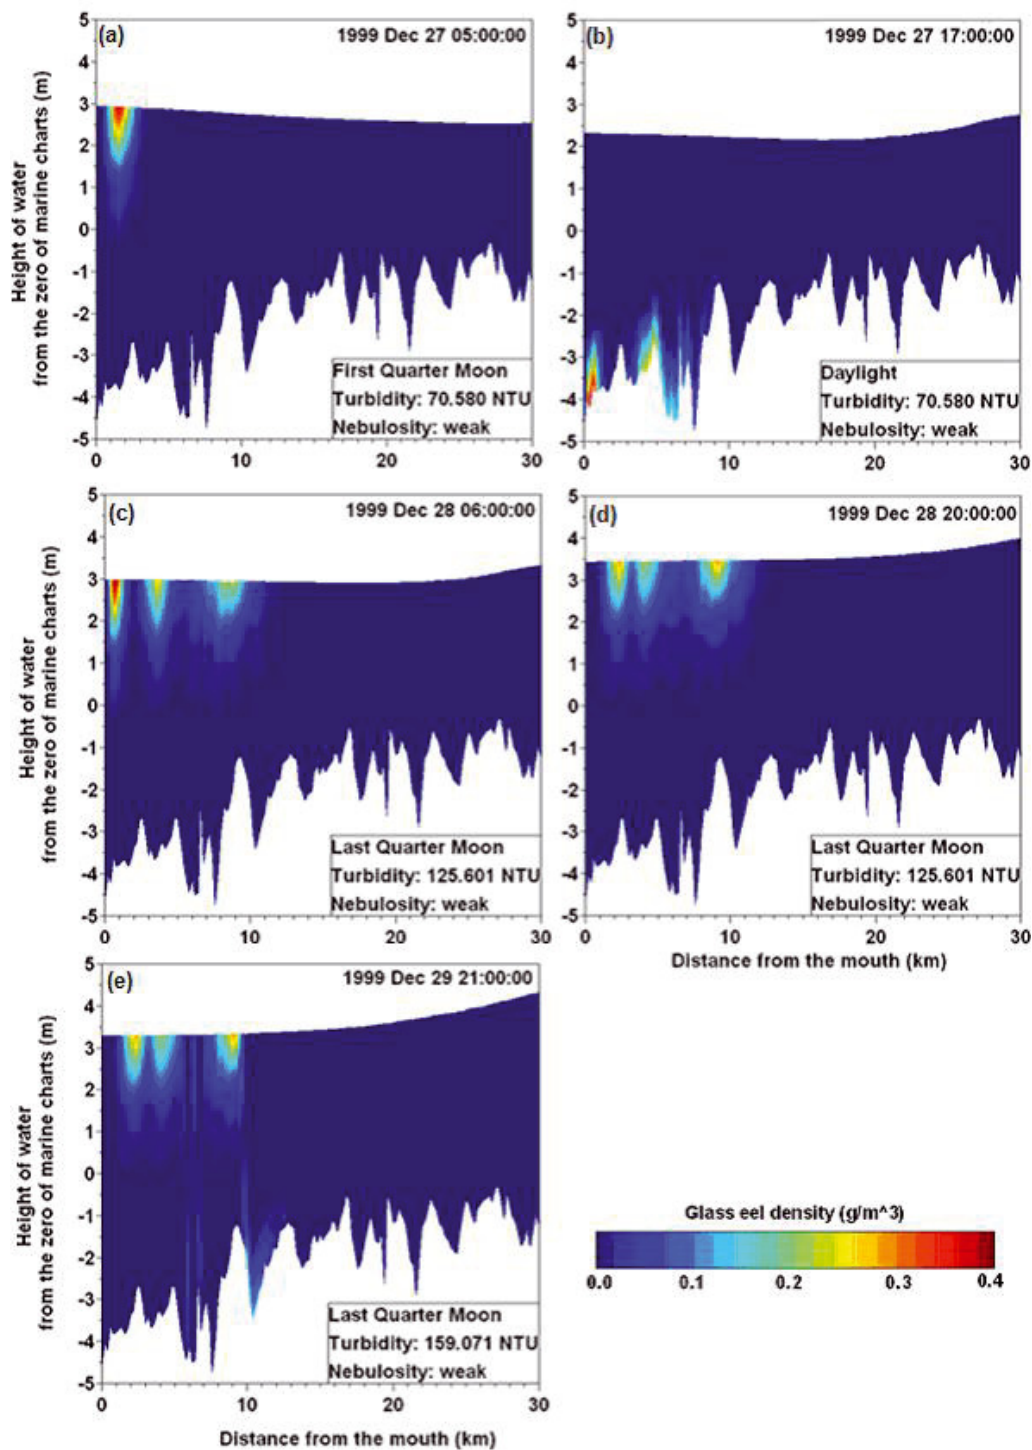 (a) 1999 Dec 27 05:00:00
5
4
3
2
1
0
-1
-2
-3
-4
-5
Height of water
from the zero of marine charts (m)
First Quarter Moon
Turbidity: 70.580 NTU
Nebulosity: weak
0 10 20 30
(b) 1999 Dec 27 17:00:00
5
4
3
2
1
0
-1
-2
-3
-4
-5
Daylight
Turbidity: 70.580 NTU
Nebulosity: weak
0 10 20 30
(c) 1999 Dec 28 06:00:00
5
4
3
2
1
0
-1
-2
-3
-4
-5
Height of water
from the zero of marine charts (m)
Last Quarter Moon
Turbidity: 125.601 NTU
Nebulosity: weak
0 10 20 30
(d) 1999 Dec 28 20:00:00
5
4
3
2
1
0
-1
-2
-3
-4
-5
Last Quarter Moon
Turbidity: 125.601 NTU
Nebulosity: weak
0 10 20 30
Distance from the mouth (km)
(e) 1999 Dec 29 21:00:00
5
4
3
2
1
0
-1
-2
-3
-4
-5
Height of water
from the zero of marine charts (m)
Last Quarter Moon
Turbidity: 159.071 NTU
Nebulosity: weak
0 10 20 30
Distance from the mouth (km)
Glass eel density (g/m^3)
0.0 0.1 0.2 0.3 0.4